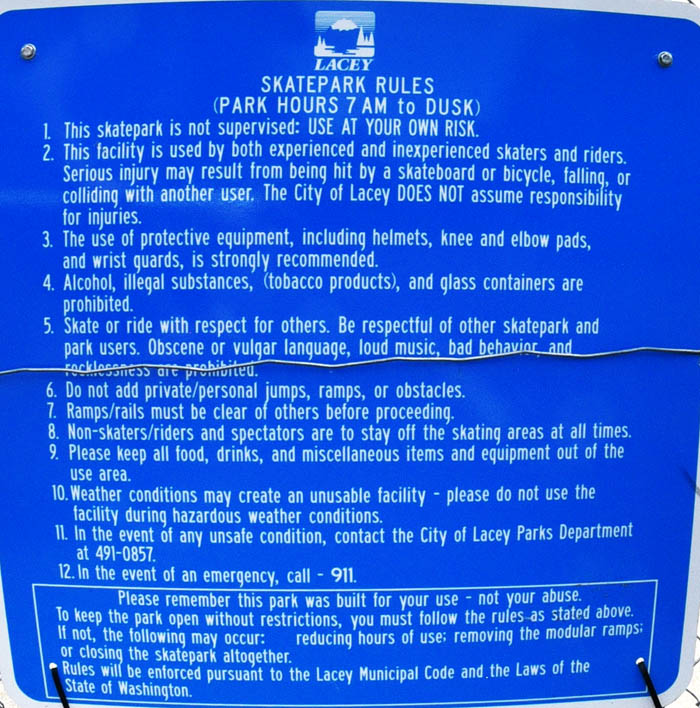 LACEY
SKATEPARK RULES
(PARK HOURS 7 AM to DUSK)
1. This skatepark is not supervised: USE AT YOUR OWN RISK.
2. This facility is used by both experienced and inexperienced skaters and riders.
Serious injury may result from being hit by a skateboard or bicycle, falling, or
colliding with another user. The City of Lacey DOES NOT assume responsibility
for injuries.
3. The use of protective equipment, including helmets, knee and elbow pads,
and wrist guards, is strongly recommended.
4. Alcohol, illegal substances, (tobacco products), and glass containers are
prohibited.
5. Skate or ride with respect for others. Be respectful of other skatepark and
park users. Obscene or vulgar language, loud music, bad behavior, and
recklessness are prohibited.
6. Do not add private/personal jumps, ramps, or obstacles.
7. Ramps/rails must be clear of others before proceeding.
8. Non-skaters/riders and spectators are to stay off the skating areas at all times.
9. Please keep all food, drinks, and miscellaneous items and equipment out of the
use area.
10. Weather conditions may create an unusable facility - please do not use the
facility during hazardous weather conditions.
11. In the event of any unsafe condition, contact the City of Lacey Parks Department
at 491-0857.
12. In the event of an emergency, call - 911.
Please remember this park was built for your use - not your abuse.
To keep the park open without restrictions, you must follow the rules as stated above.
If not, the following may occur: reducing hours of use; removing the modular ramps;
or closing the skatepark altogether.
Rules will be enforced pursuant to the Lacey Municipal Code and the Laws of the
State of Washington.